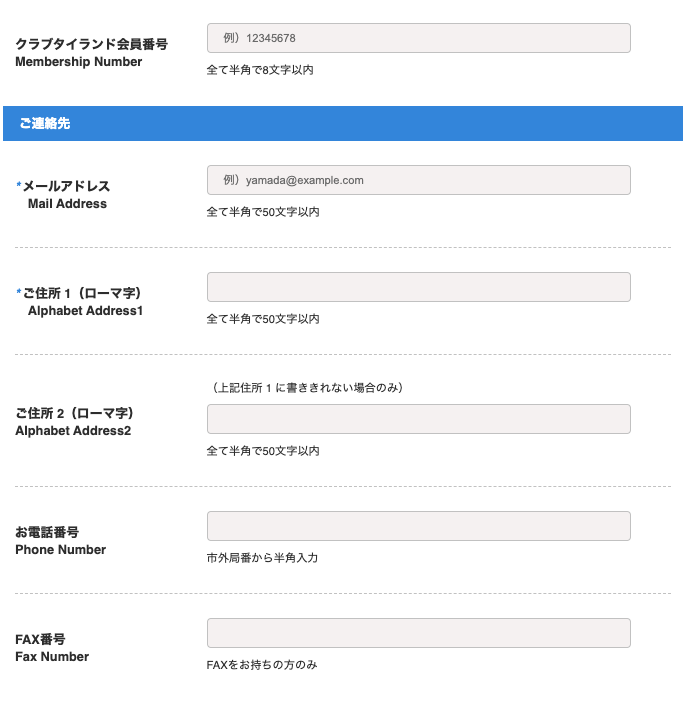 クラブタイランド会員番号
Membership Number
例）12345678
全て半角で8文字以内
ご連絡先
*メールアドレス
Mail Address
例）yamada@example.com
全て半角で50文字以内
*ご住所 1（ローマ字）
Alphabet Address1
全て半角で50文字以内
（上記住所 1 に書ききれない場合のみ）
ご住所 2（ローマ字）
Alphabet Address2
全て半角で50文字以内
お電話番号
Phone Number
市外局番から半角入力
FAX番号
Fax Number
FAXをお持ちの方のみ